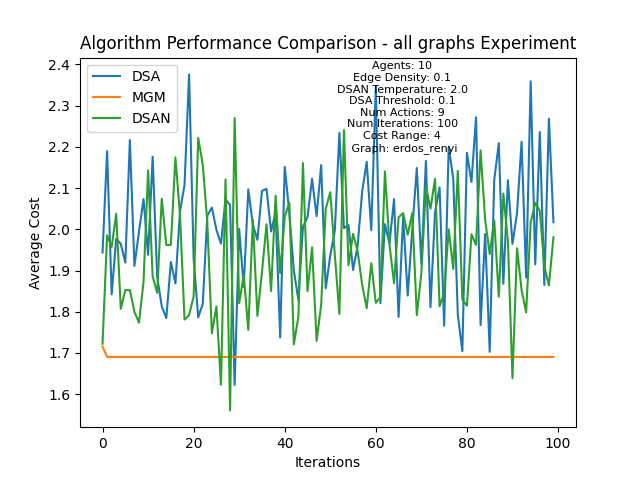 Algorithm Performance Comparison - all graphs Experiment
DSA
MGM
DSAN
Agents: 10
Edge Density: 0.1
DSAN Temperature: 2.0
DSA Threshold: 0.1
Num Actions: 9
Num Iterations: 100
Cost Range: 4
Graph: erdos_renyi
Average Cost
2.4
2.3
2.2
2.1
2.0
1.9
1.8
1.7
1.6
0 20 40 60 80 100
Iterations